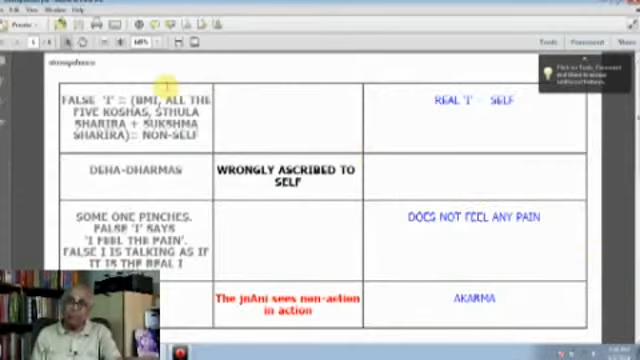 FALSE 'I' :: (BMI, ALL THE
FIVE KOSHAS, STHULA
SHARIRA + SUKSHMA
SHARIRA):: NON-SELF
REAL 'I' = SELF
DEHA-DHARMAS
WRONGLY ASCRIBED TO
SELF
SOME ONE PINCHES.
FALSE 'I' SAYS
'I FEEL THE PAIN'.
FALSE I IS TALKING AS IF
IT IS THE REAL I
DOES NOT FEEL ANY PAIN
The jnAni sees non-action
in action
AKARMA